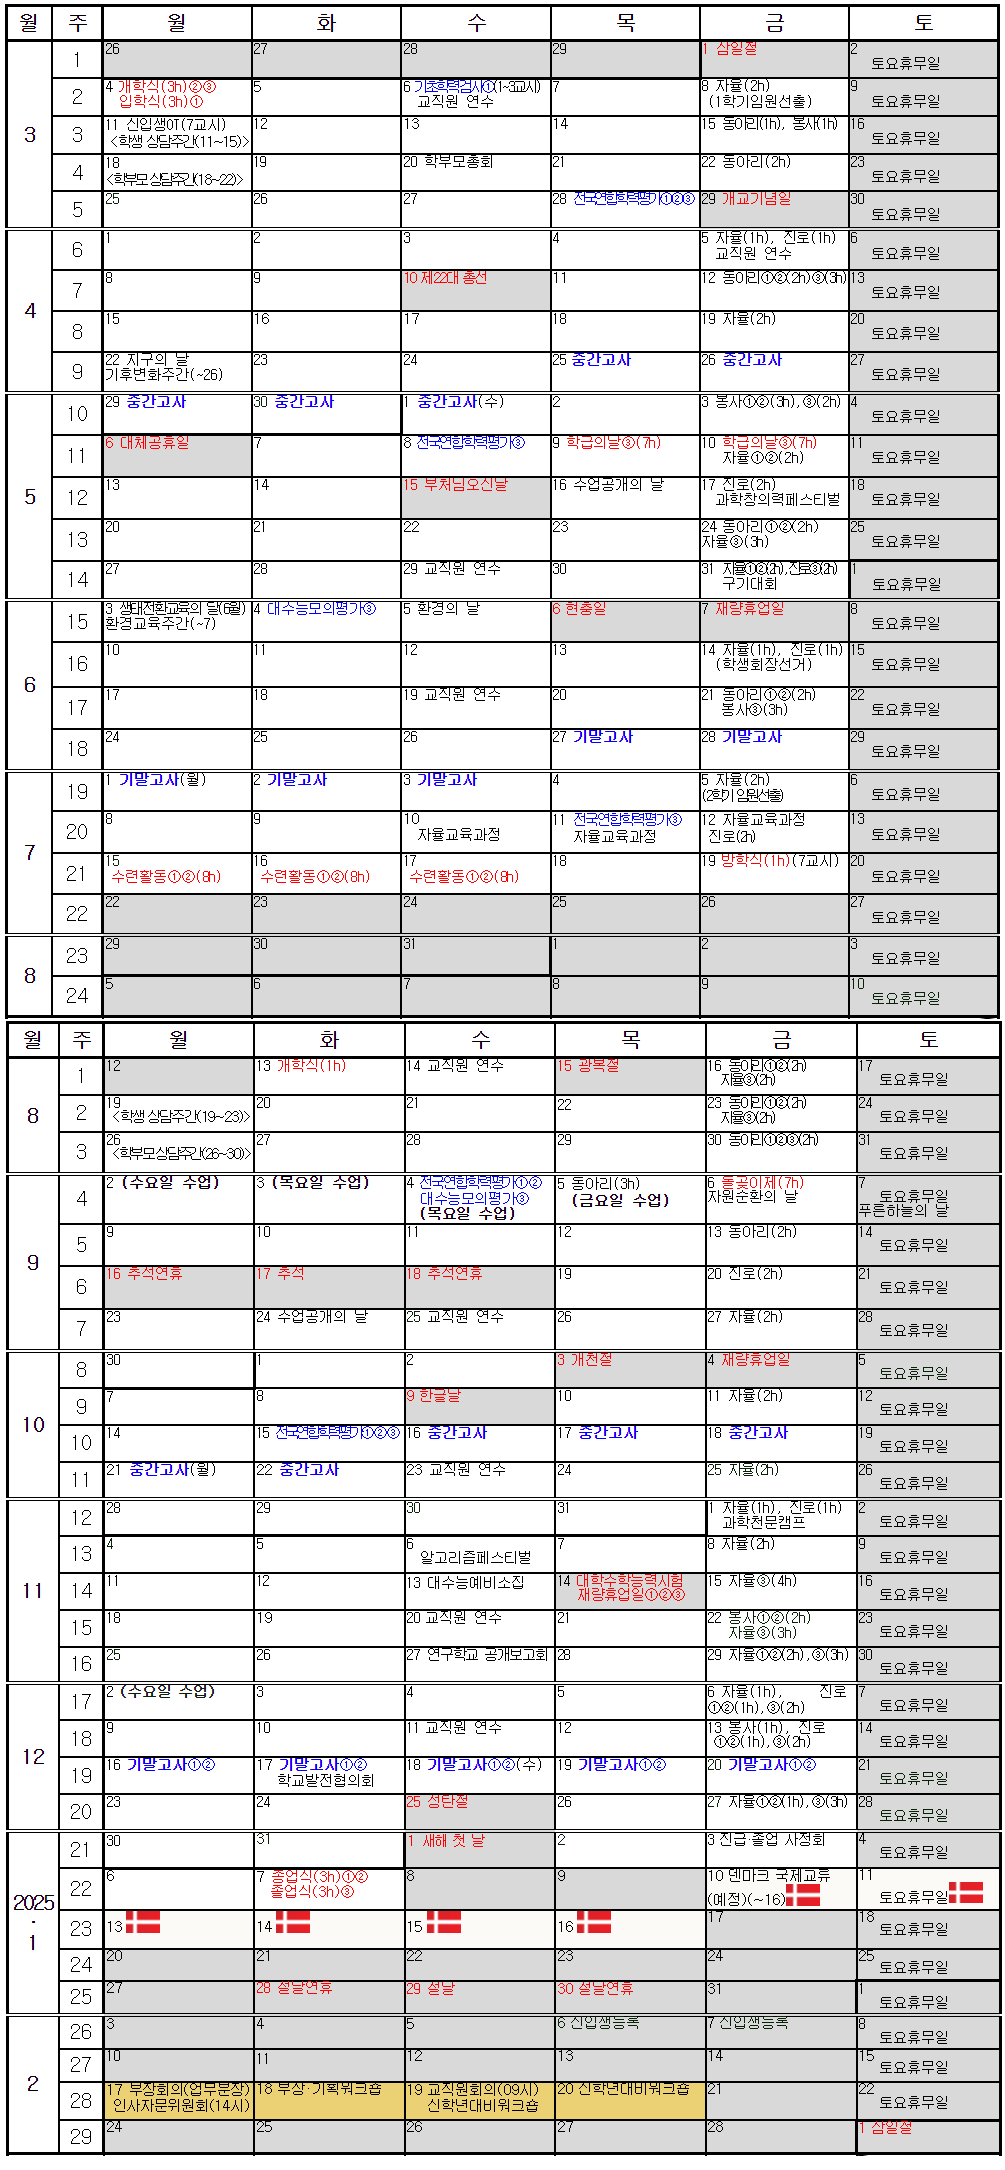 월 주 월 화 수 목 금 토
3
1 26 27 28 29 1 삼일절 2 토요휴무일
2 4 개학식(3h)②③ 5 6 기초학력검사①(1~3교시) 7 8 자율(2h) 9 토요휴무일
입학식(3h)① 교직원 연수 (1학기임원선출)
3 11 신입생OT(7교시) 12 13 14 15 동아리(1h), 봉사(1h) 16 토요휴무일
<학생 상담주간(11~15)>
4 18 19 20 학부모총회 21 22 동아리(2h) 23 토요휴무일
<학부모 상담주간(18~22)>
5 25 26 27 28 전국연합학력평가①②③ 29 개교기념일 30 토요휴무일
4
6 1 2 3 4 5 자율(1h), 진로(1h) 6 토요휴무일
교직원 연수
7 8 9 10 제22대 총선 11 12 동아리①②(2h)③(3h) 13 토요휴무일
8 15 16 17 18 19 자율(2h) 20 토요휴무일
9 22 지구의 날 23 24 25 중간고사 26 중간고사 27 토요휴무일
기후변화주간(~26)
5
10 29 중간고사 30 중간고사 1 중간고사(수) 2 3 봉사①②(3h),③(2h) 4 토요휴무일
11 6 대체공휴일 7 8 전국연합학력평가③ 9 학급의날③(7h) 10 학급의날③(7h) 11 토요휴무일
자율①②(2h)
12 13 14 15 부처님오신날 16 수업공개의 날 17 진로(2h) 18 토요휴무일
과학창의력페스티벌
13 20 21 22 23 24 동아리①②(2h) 25 토요휴무일
자율③(3h)
14 27 28 29 교직원 연수 30 31 자율①②(2h),진로③(2h) 1 토요휴무일
구기대회
6
15 3 생태전환교육의 달(6월) 4 대수능모의평가③ 5 환경의 날 6 현충일 7 재량휴업일 8 토요휴무일
환경교육주간(~7)
16 10 11 12 13 14 자율(1h), 진로(1h) 15 토요휴무일
(학생회장선거)
17 17 18 19 교직원 연수 20 21 동아리①②(2h) 22 토요휴무일
봉사③(3h)
18 24 25 26 27 기말고사 28 기말고사 29 토요휴무일
7
19 1 기말고사(월) 2 기말고사 3 기말고사 4 5 자율(2h) 6 토요휴무일
(2학기 임원선출)
20 8 9 10 11 전국연합학력평가③ 12 자율교육과정 13 토요휴무일
자율교육과정 자율교육과정 진로(2h)
21 15 16 17 18 19 방학식(1h)(7교시) 20 토요휴무일
수련활동①②(8h) 수련활동①②(8h) 수련활동①②(8h)
22 22 23 24 25 26 27 토요휴무일
8
23 29 30 31 1 2 3 토요휴무일
24 5 6 7 8 9 10 토요휴무일
월 주 월 화 수 목 금 토
8
1 12 13 개학식(1h) 14 교직원 연수 15 광복절 16 동아리①②(2h) 17 토요휴무일
자율③(2h)
2 19 20 21 22 23 동아리①②(2h) 24 토요휴무일
<학생 상담주간(19~23)> 자율③(2h)
3 26 27 28 29 30 동아리①②③(2h) 31 토요휴무일
<학부모 상담주간(26~30)>
9
4 2 (수요일 수업) 3 (목요일 수업) 4 전국연합학력평가①② 5 동아리(3h) 6 돌곶이제(7h) 7 토요휴무일
대수능모의평가③ (금요일 수업) 자원순환의 날 푸른하늘의 날
(목요일 수업)
5 9 10 11 12 13 동아리(2h) 14 토요휴무일
6 16 추석연휴 17 추석 18 추석연휴 19 20 진로(2h) 21 토요휴무일
7 23 24 수업공개의 날 25 교직원 연수 26 27 자율(2h) 28 토요휴무일
10
8 30 1 2 3 개천절 4 재량휴업일 5 토요휴무일
9 7 8 9 한글날 10 11 자율(2h) 12 토요휴무일
10 14 15 전국연합학력평가①②③ 16 중간고사 17 중간고사 18 중간고사 19 토요휴무일
11 21 중간고사(월) 22 중간고사 23 교직원 연수 24 25 자율(2h) 26 토요휴무일
11
12 28 29 30 31 1 자율(1h), 진로(1h) 2 토요휴무일
과학천문캠프
13 4 5 6 7 8 자율(2h) 9 토요휴무일
알고리즘페스티벌
14 11 12 13 대수능예비소집 14 대학수학능력시험 15 자율③(4h) 16 토요휴무일
재량휴업일①②③
15 18 19 20 교직원 연수 21 22 봉사①②(2h) 23 토요휴무일
자율③(3h)
16 25 26 27 연구학교 공개보고회 28 29 자율①②(2h),③(3h) 30 토요휴무일
12
17 2 (수요일 수업) 3 4 5 6 자율(1h), 진로 7 토요휴무일
①②(1h),③(2h)
18 9 10 11 교직원 연수 12 13 봉사(1h), 진로 14 토요휴무일
①②(1h),③(2h)
19 16 기말고사①② 17 기말고사①② 18 기말고사①②(수) 19 기말고사①② 20 기말고사①② 21 토요휴무일
학교발전협의회
20 23 24 25 성탄절 26 27 자율①②(1h),③(3h) 28 토요휴무일
2025
.
1
21 30 31 1 새해 첫 날 2 3 진급·졸업 사정회 4 토요휴무일
22 6 7 종업식(3h)①② 8 9 10 덴마크 국제교류 11 토요휴무일
졸업식(3h)③ (예정)(~16)
23 13 14 15 16 17 18 토요휴무일
24 20 21 22 23 24 25 토요휴무일
25 27 28 설날연휴 29 설날 30 설날연휴 31 1 토요휴무일
2
26 3 4 5 6 신입생등록 7 신입생등록 8 토요휴무일
27 10 11 12 13 14 15 토요휴무일
28 17 부장회의(업무분장) 18 부장·기획워크숍 19 교직원회의(09시) 20 신학년대비워크숍 21 22 토요휴무일
인사자문위원회(14시) 신학년대비워크숍
29 24 25 26 27 28 1 삼일절